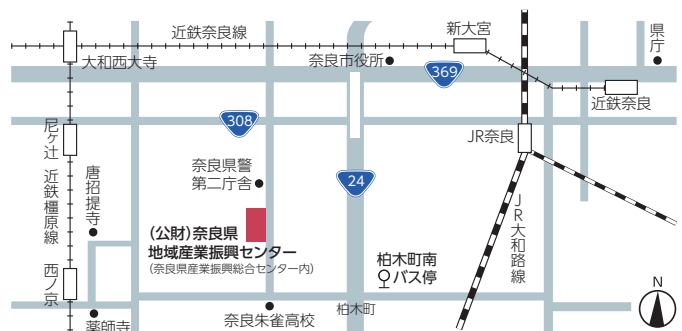 近鉄奈良線
新大宮
県庁
大和西大寺
奈良市役所
369
近鉄奈良
308
尼ヶ辻
JR奈良
奈良県警
第二庁舎
24
唐招提寺
近鉄橿原線
(公財)奈良県
地域産業振興センター
(奈良県産業振興総合センター内)
柏木町南
バス停
JR大和路線
西ノ京
薬師寺
奈良朱雀高校
柏木町
N